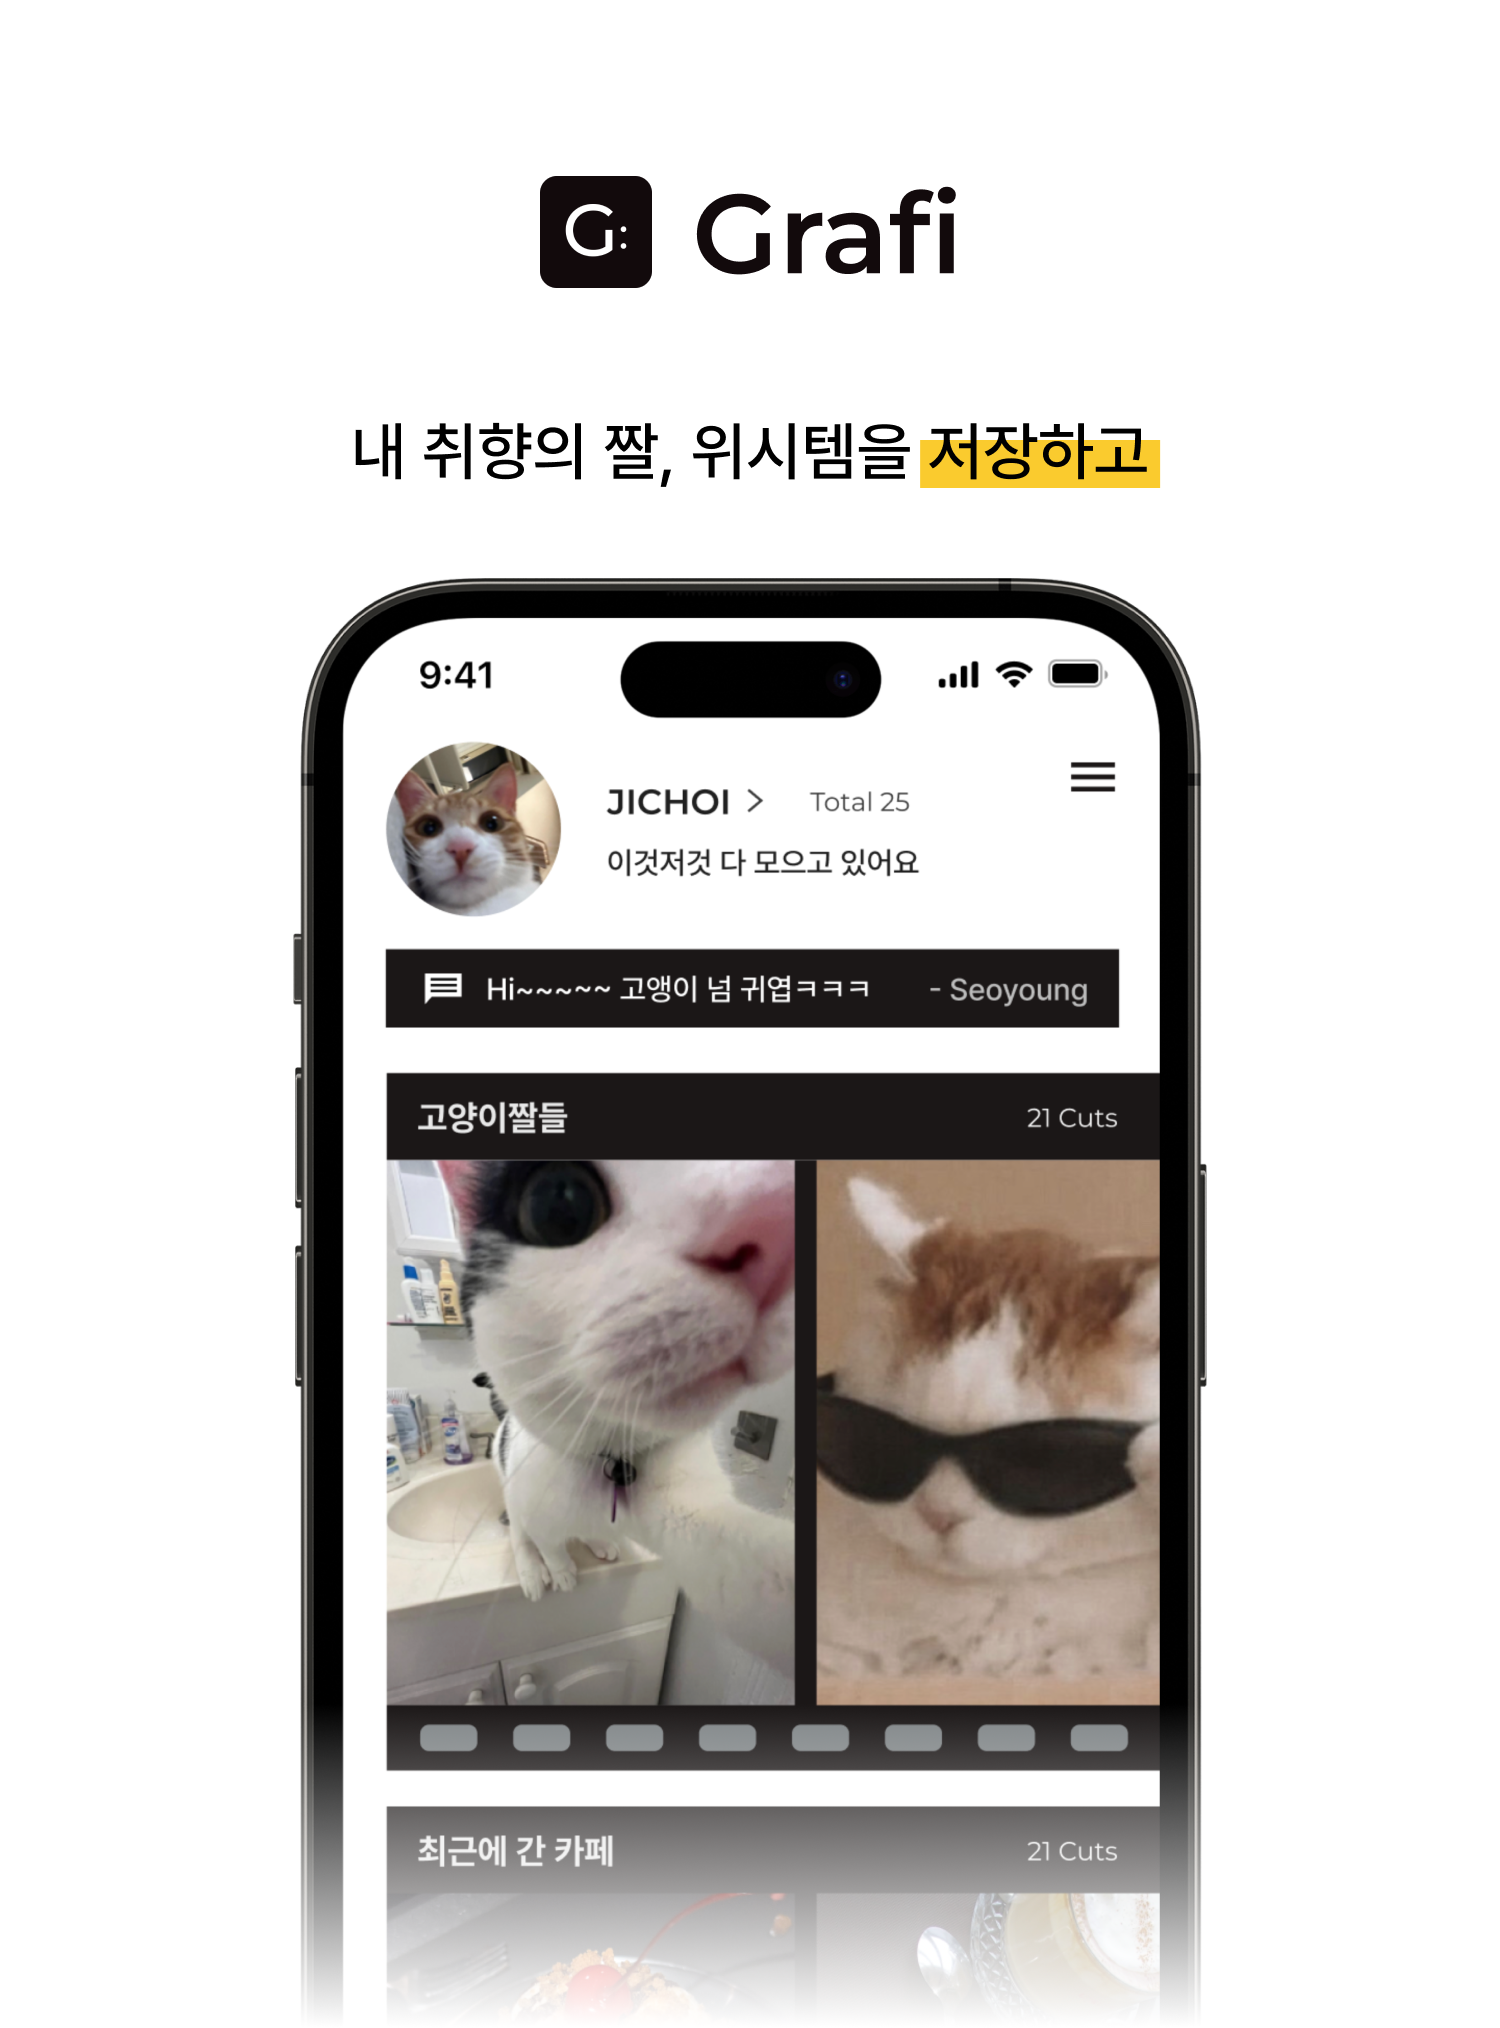 G:
Grafi
내 취향의 짤, 위시템을 저장하고
9:41
JICHOI >
Total 25
이것저것 다 모으고 있어요
Hi~~~~~ 고앵이 넘 귀엽ㅋㅋㅋ
- Seoyoung
고양이짤들
21 Cuts
최근에 간 카페
21 Cuts